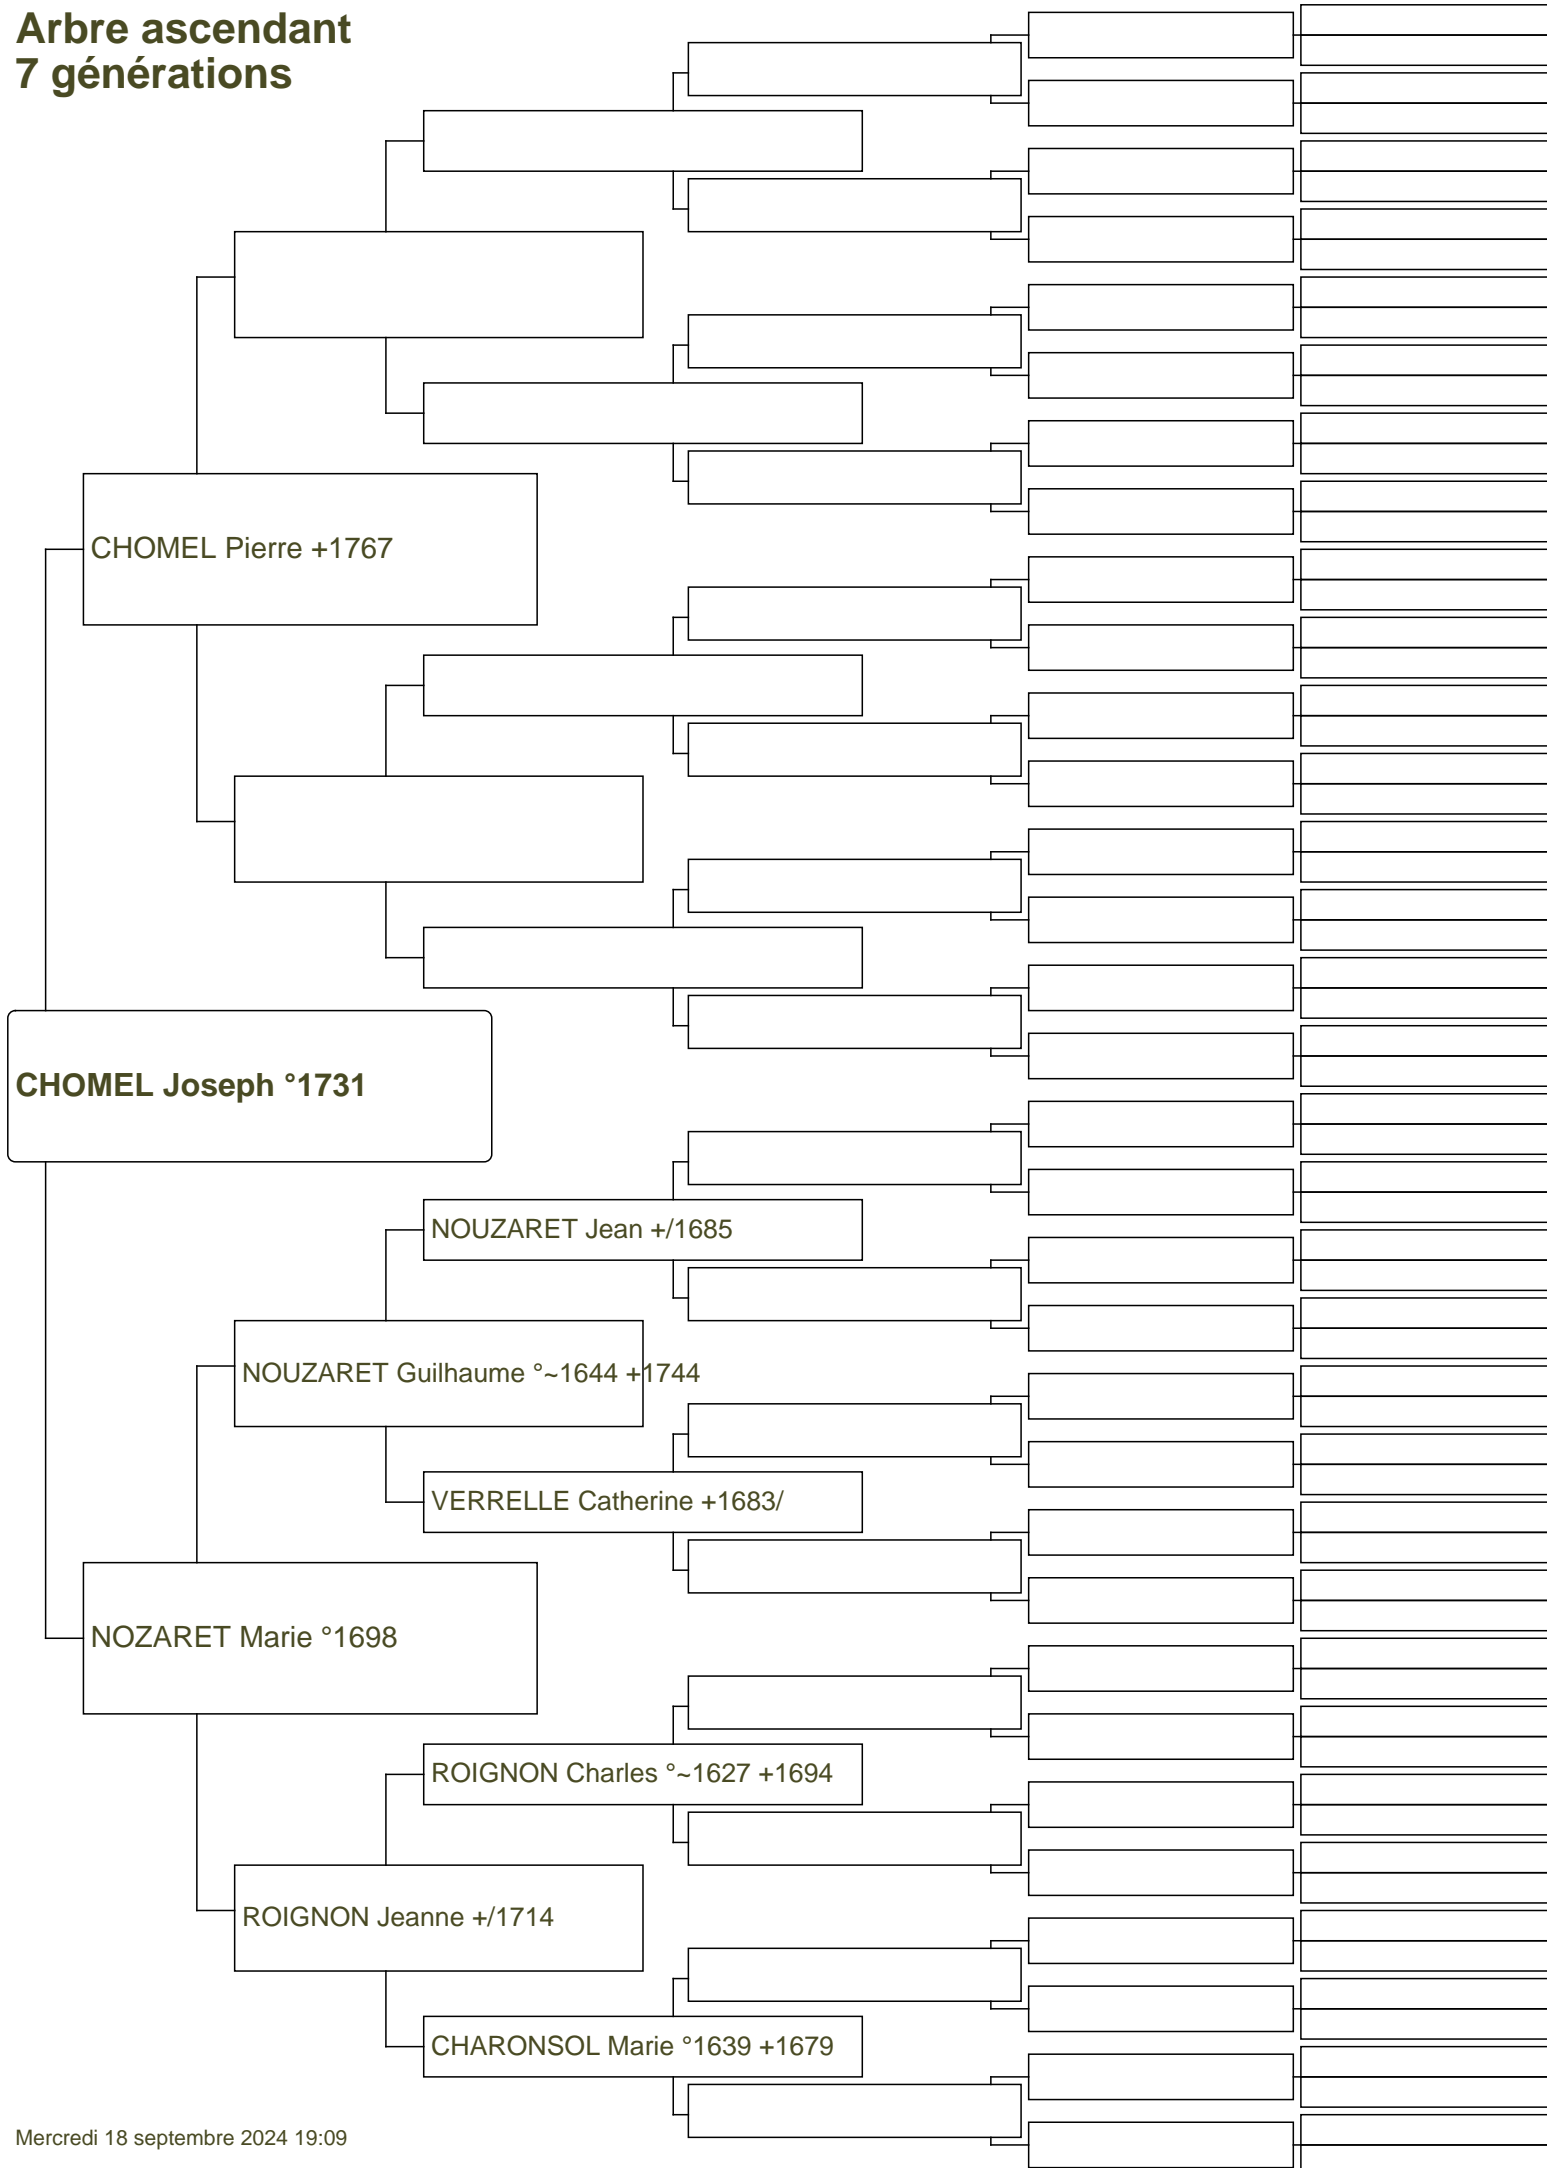 Arbre ascendant
7 générations
CHOMEL Pierre +1767
CHOMEL Joseph °1731
NOUZARET Jean +/1685
NOUZARET Guilhaume °~1644 +1744
VERRELLE Catherine +1683/
NOZARET Marie °1698
ROIGNON Charles °~1627 +1694
ROIGNON Jeanne +/1714
CHARONSOL Marie °1639 +1679
Mercredi 18 septembre 2024 19:09